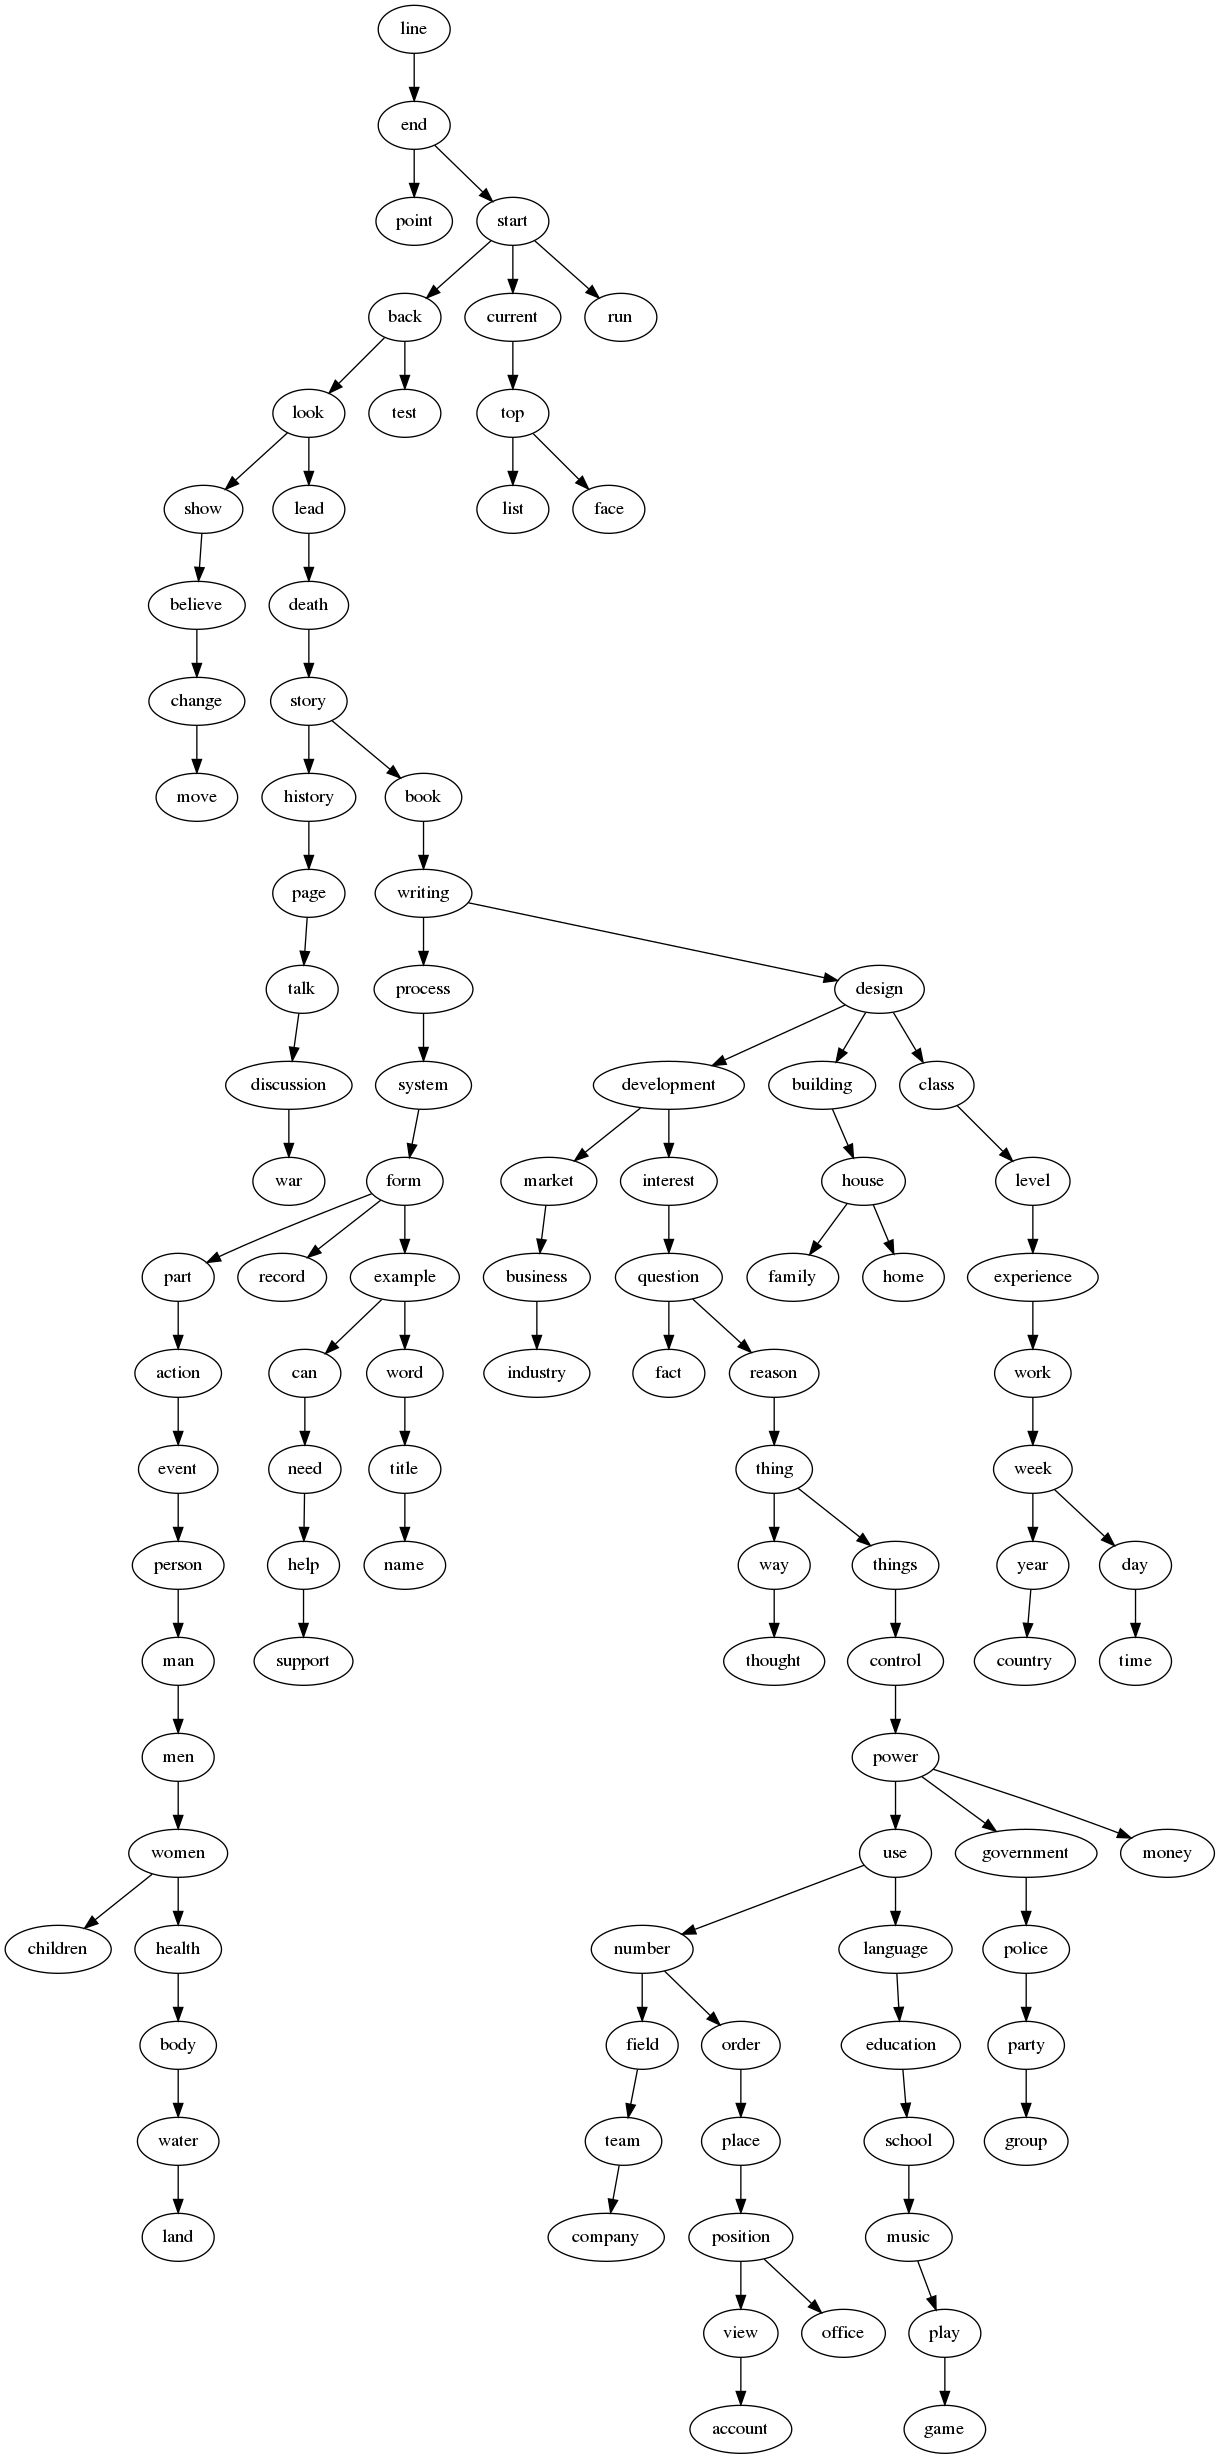 line
end
point
start
back
current
run
look
test
top
show
lead
list
face
believe
death
change
story
move
history
book
page
writing
talk
process
design
discussion
system
development
building
class
war
form
market
interest
house
level
part
record
example
business
question
family
home
experience
action
can
word
industry
fact
reason
work
event
need
title
thing
week
person
help
name
way
things
year
day
man
support
thought
control
country
time
men
power
women
use
government
money
children
health
number
language
police
body
field
order
education
party
water
team
place
school
group
land
company
position
music
view
office
play
account
game